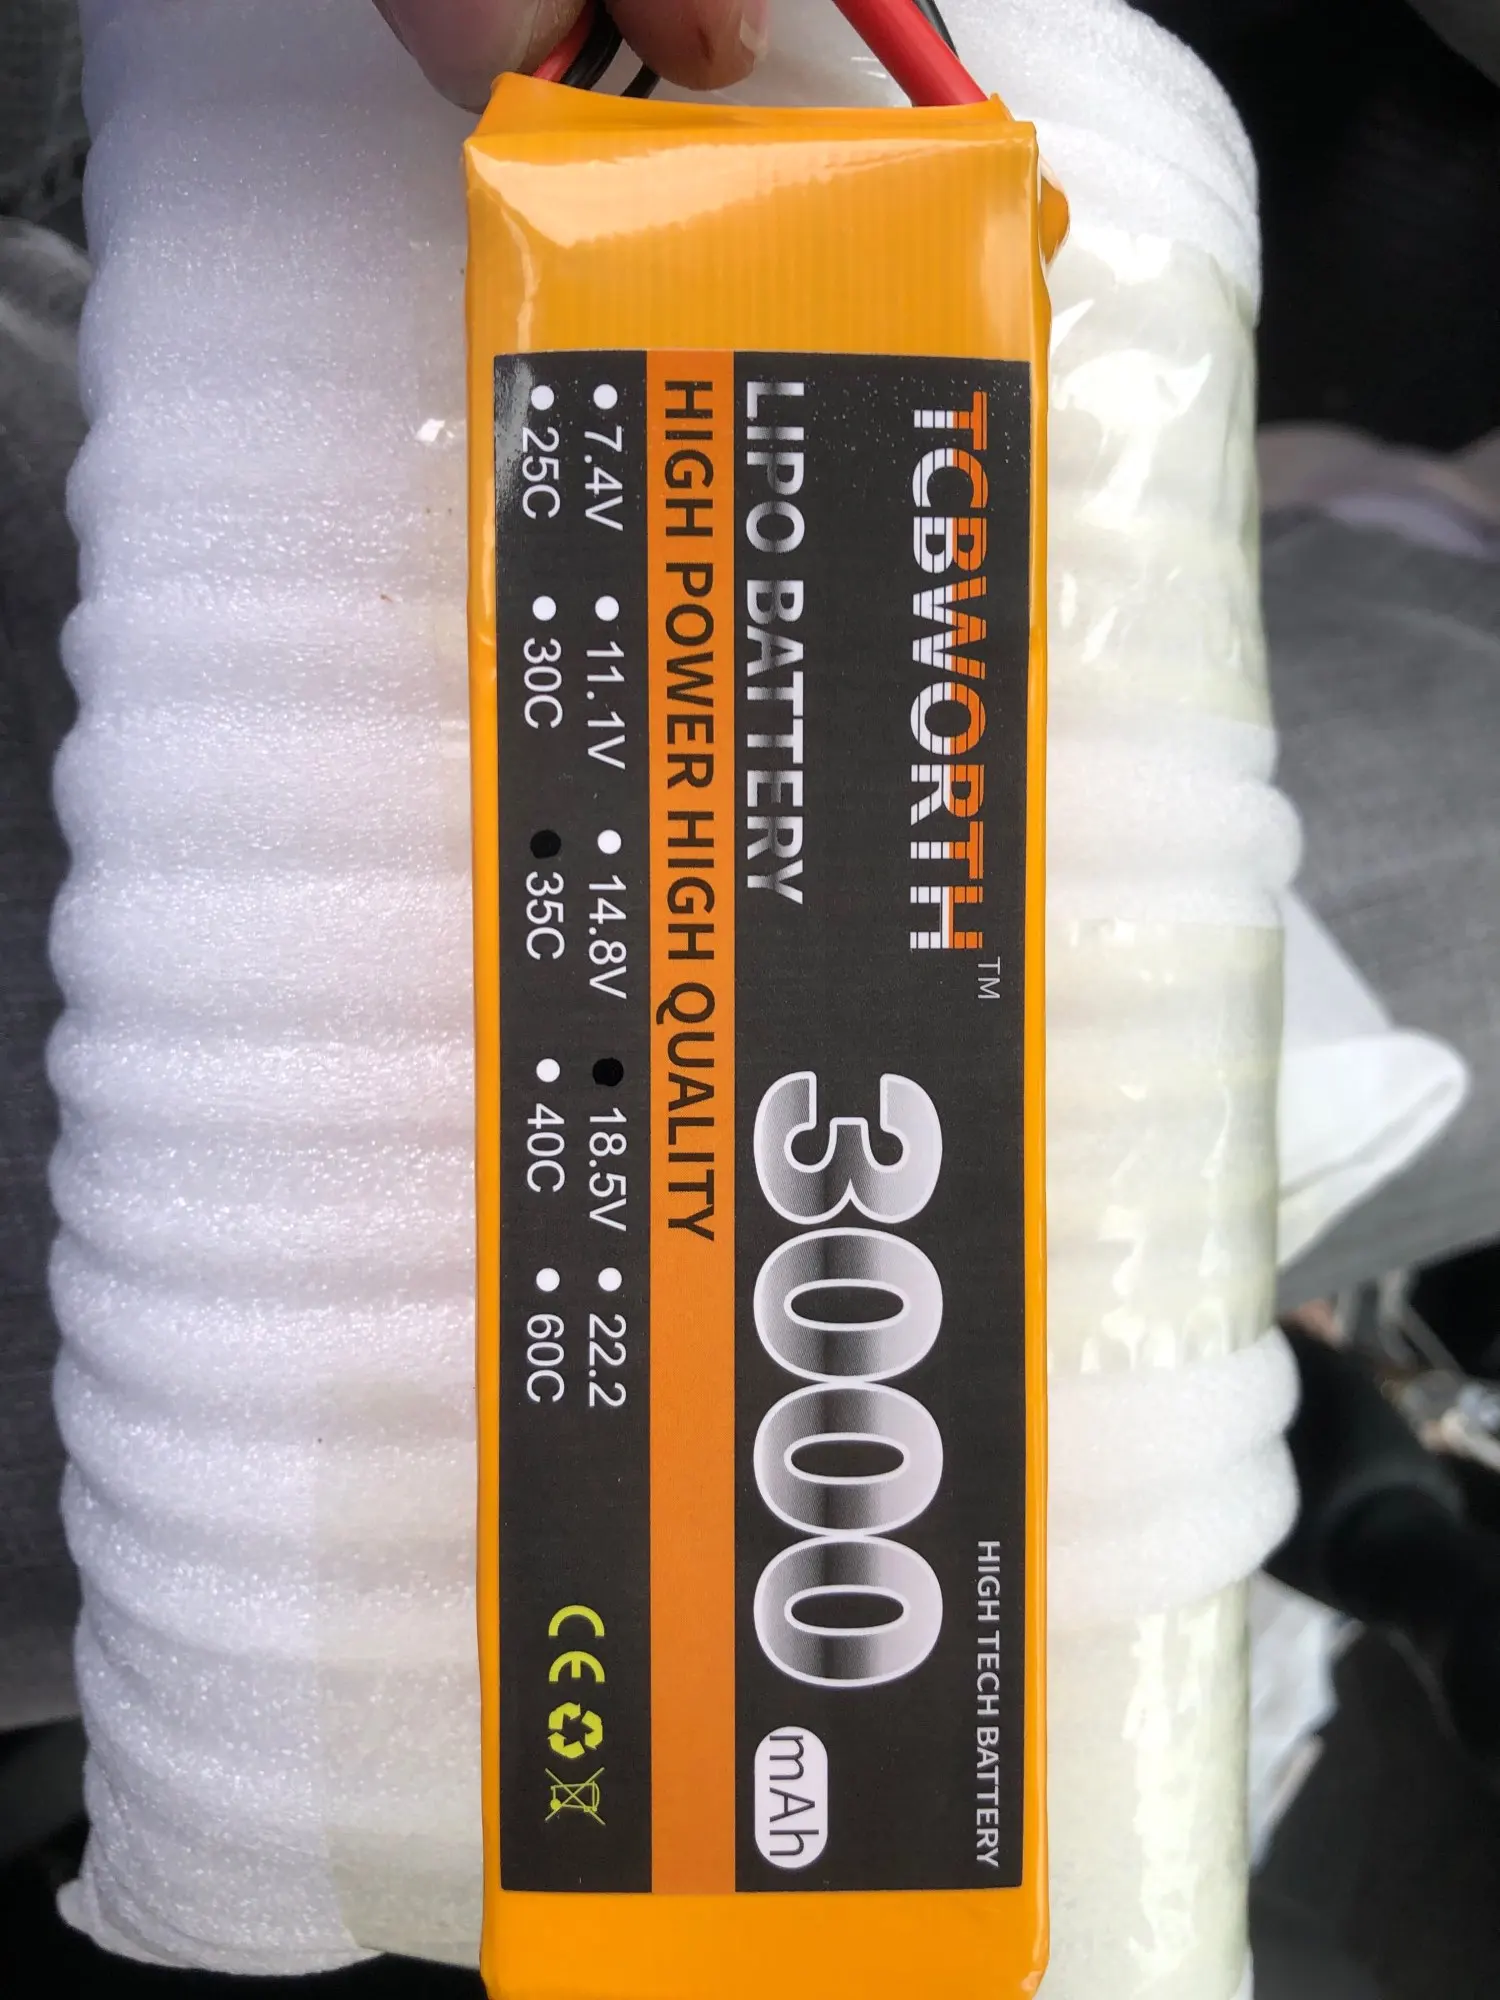 TCBWORTH™
HIGH TECH BATTERY
LIPO BATTERY
3000 mAh
HIGH POWER HIGH QUALITY
7.4V 11.1V 14.8V 18.5V 22.2
25C 30C 35C 40C 60C
CE